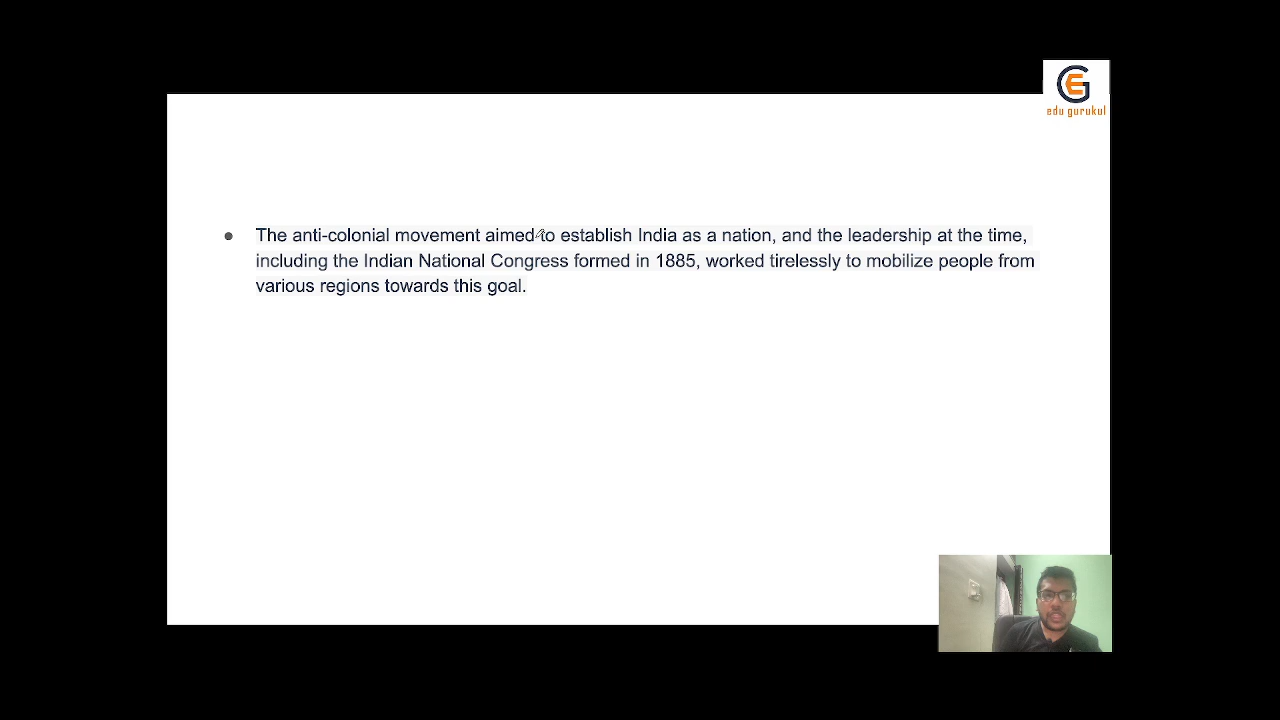 GE
edu gurukul
● The anti-colonial movement aimed to establish India as a nation, and the leadership at the time,
including the Indian National Congress formed in 1885, worked tirelessly to mobilize people from
various regions towards this goal.